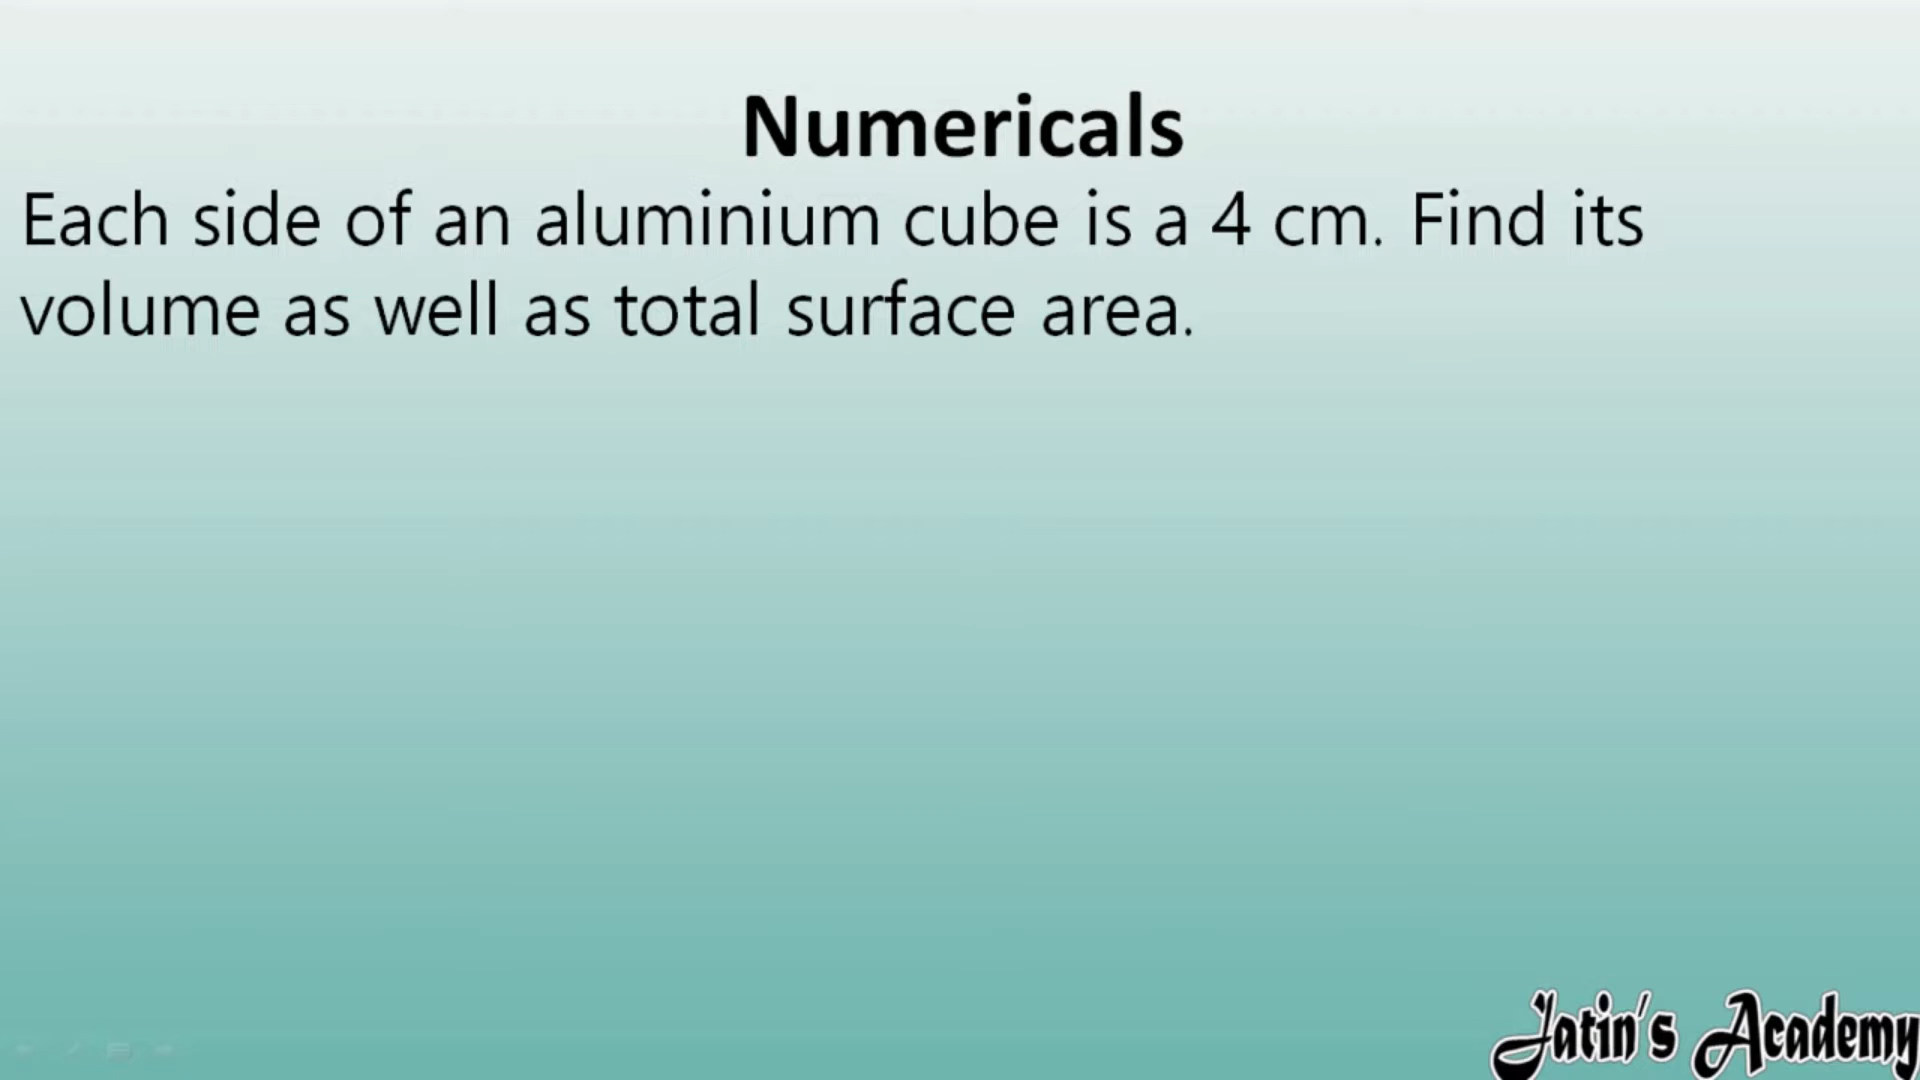 Numericals
Each side of an aluminium cube is a 4 cm. Find its
volume as well as total surface area.
Jatin's Academy